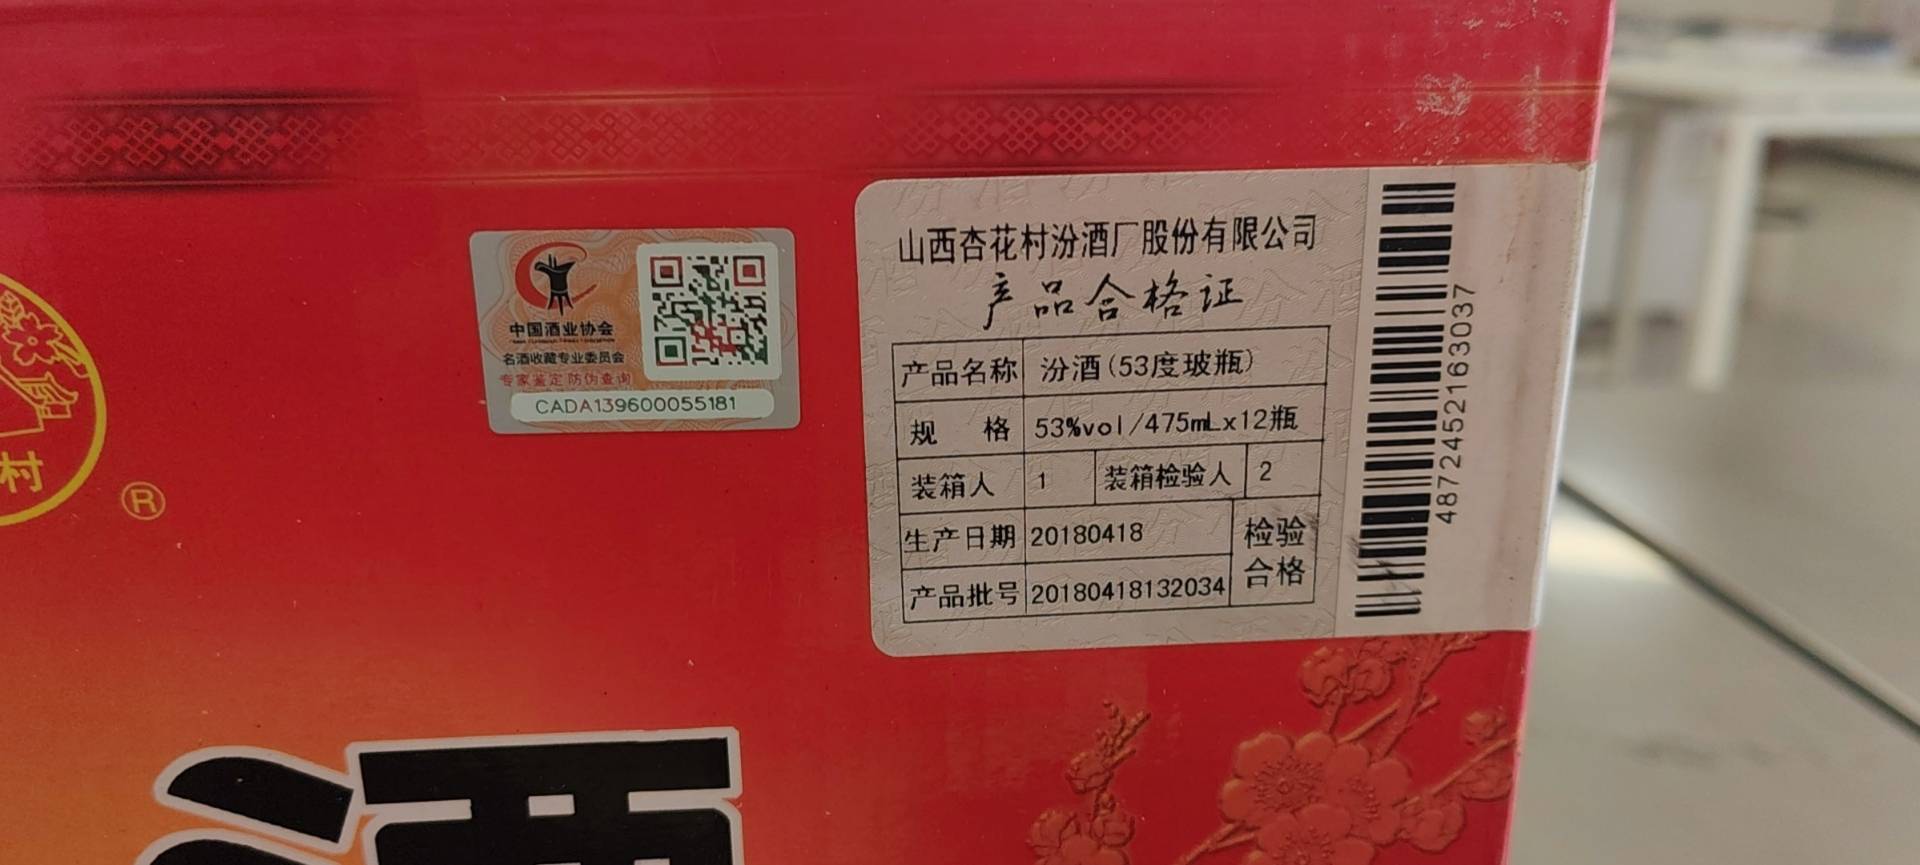 村
®
中国酒业协会
名酒收藏专业委员会
专家鉴定 防伪查询
CADA139600055181
山西杏花村汾酒厂股份有限公司
产品合格证
产品名称 汾酒(53度玻瓶)
规 格 53%vol/475mLx12瓶
装箱人 1 装箱检验人 2
生产日期 20180418
产品批号 20180418132034
检验
合格
48724452163037
酒